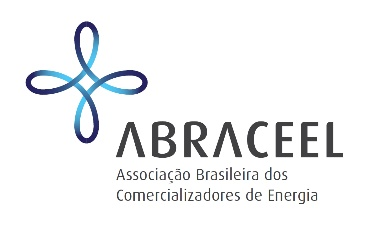 ABRACEEL
Associação Brasileira dos
Comercializadores de Energia